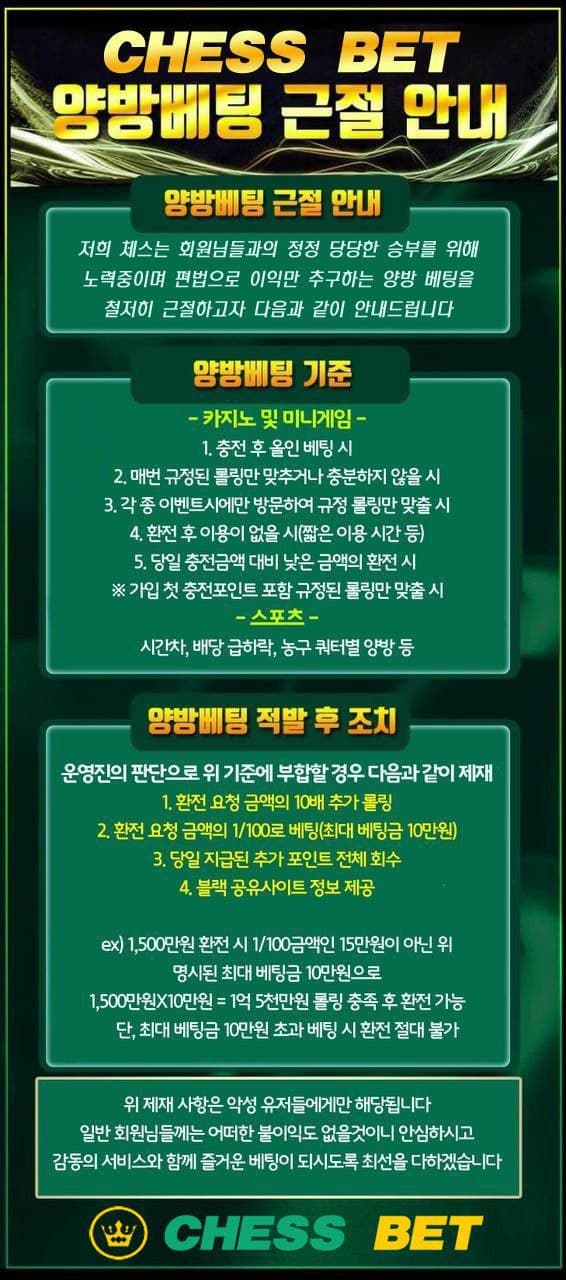 CHESS BET
양방베팅 근절 안내
양방베팅 근절 안내
저희 체스는 회원님들과의 정정 당당한 승부를 위해
노력중이며 편법으로 이익만 추구하는 양방 베팅을
철저히 근절하고자 다음과 같이 안내드립니다
양방베팅 기준
- 카지노 및 미니게임 -
1. 충전 후 올인 베팅 시
2. 매번 규정된 롤링만 맞추거나 충분하지 않을 시
3. 각 종 이벤트시에만 방문하여 규정 롤링만 맞출 시
4. 환전 후 이용이 없을 시(짧은 이용 시간 등)
5. 당일 충전금액 대비 낮은 금액의 환전 시
※ 가입 첫 충전포인트 포함 규정된 롤링만 맞출 시
- 스포츠 -
시간차, 배당 급하락, 농구 쿼터별 양방 등
양방베팅 적발 후 조치
운영진의 판단으로 위 기준에 부합할 경우 다음과 같이 제재
1. 환전 요청 금액의 10배 추가 롤링
2. 환전 요청 금액의 1/100로 베팅(최대 베팅금 10만원)
3. 당일 지급된 추가 포인트 전체 회수
4. 블랙 공유사이트 정보 제공
ex) 1,500만원 환전 시 1/100금액인 15만원이 아닌 위
명시된 최대 베팅금 10만원으로
1,500만원X10만원 = 1억 5천만원 롤링 충족 후 환전 가능
단, 최대 베팅금 10만원 초과 베팅 시 환전 절대 불가
위 제재 사항은 악성 유저들에게만 해당됩니다
일반 회원님들께는 어떠한 불이익도 없을것이니 안심하시고
감동의 서비스와 함께 즐거운 베팅이 되시도록 최선을 다하겠습니다
CHESS BET